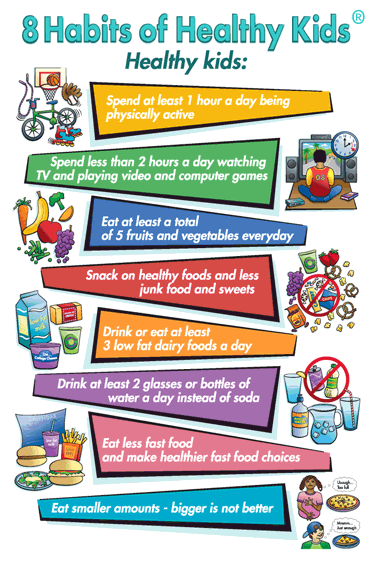 8 Habits of Healthy Kids®
Healthy kids:
Spend at least 1 hour a day being
physically active
Spend less than 2 hours a day watching
TV and playing video and computer games
Eat at least a total
of 5 fruits and vegetables everyday
Snack on healthy foods and less
junk food and sweets
Drink or eat at least
3 low fat dairy foods a day
Drink at least 2 glasses or bottles of
water a day instead of soda
Eat less fast food
and make healthier fast food choices
Eat smaller amounts - bigger is not better
Too full
Just enough